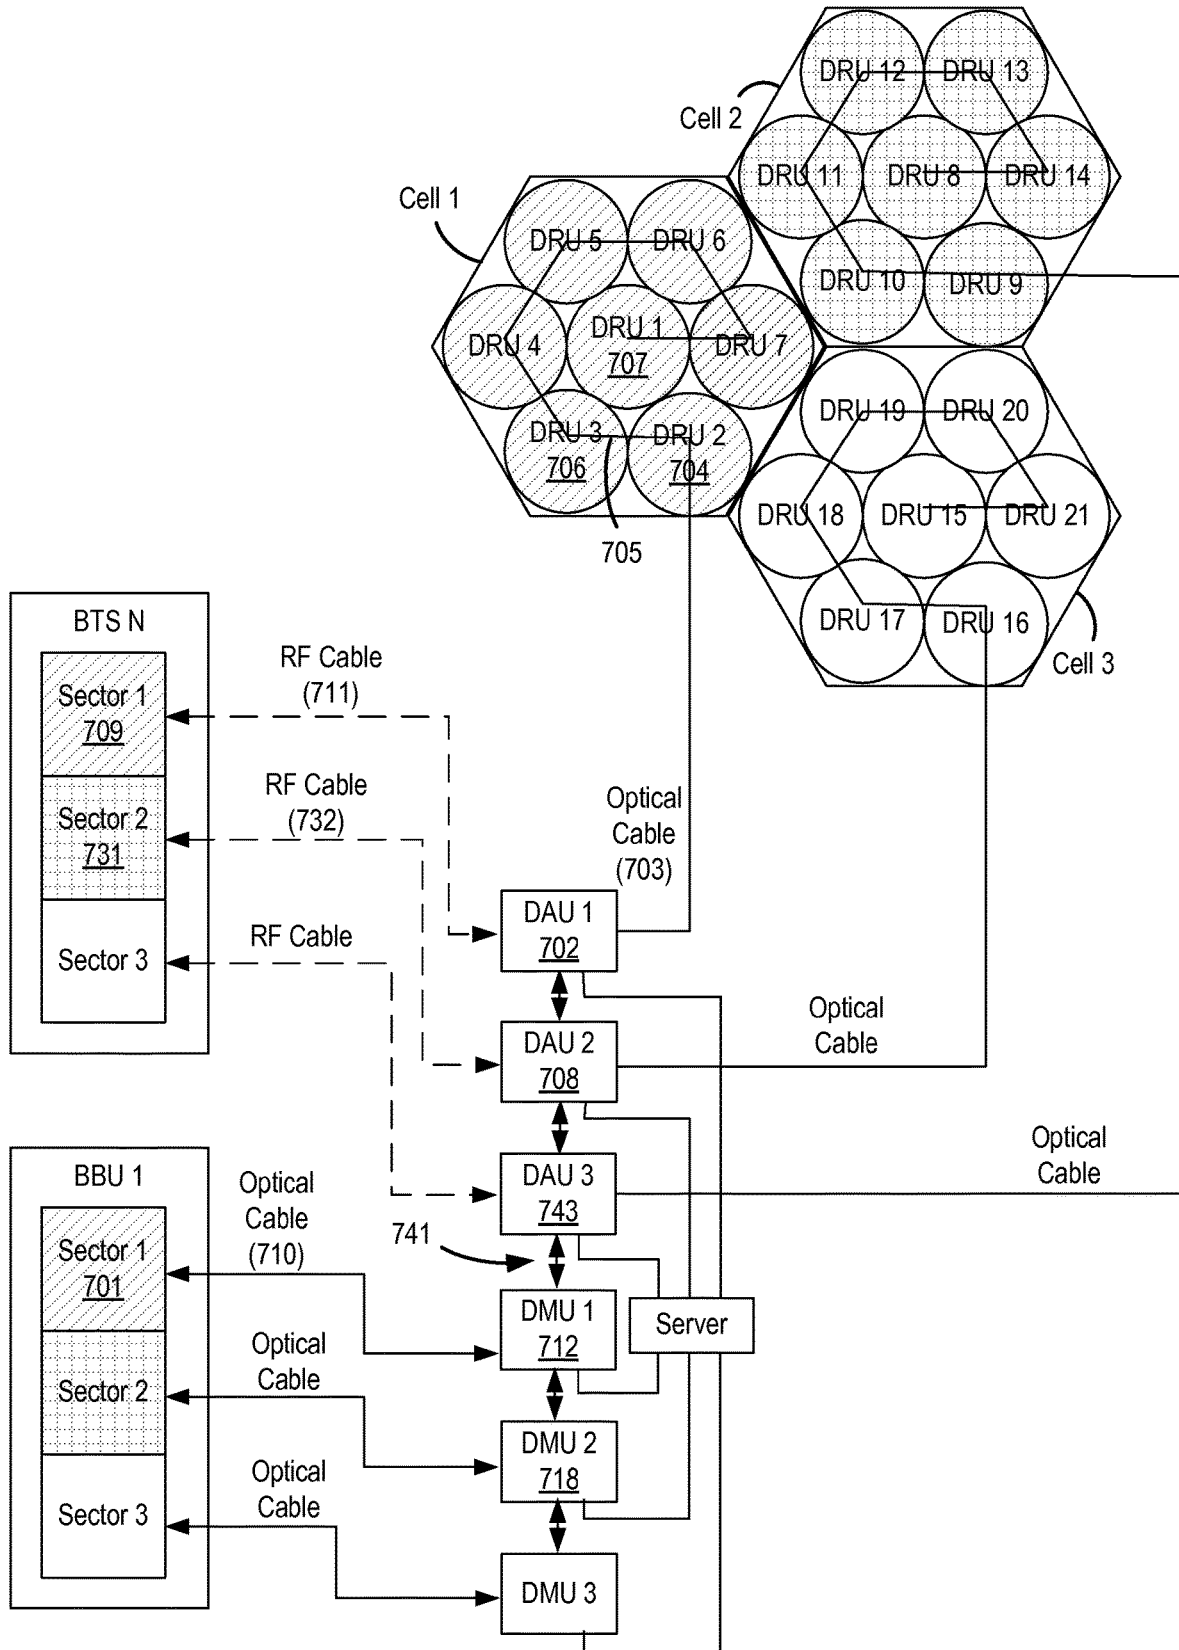 DRU 12
DRU 13
Cell 2
DRU 11
DRU 8
DRU 14
Cell 1
DRU 5
DRU 6
DRU 10
DRU 9
DRU 4
DRU 1
707
DRU 7
DRU 3
706
DRU 2
704
DRU 19
DRU 20
705
DRU 18
DRU 15
DRU 21
DRU 17
DRU 16
Cell 3
BTS N
Sector 1
709
RF Cable
(711)
Sector 2
731
RF Cable
(732)
Optical
Cable
(703)
Sector 3
RF Cable
DAU 1
702
DAU 2
708
Optical
Cable
DAU 3
743
Optical
Cable
BBU 1
Sector 1
701
Optical
Cable
(710)
741
DMU 1
712
Server
Sector 2
Optical
Cable
DMU 2
718
Sector 3
Optical
Cable
DMU 3